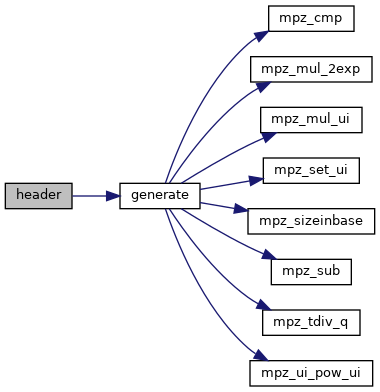 header
generate
mpz_cmp
mpz_mul_2exp
mpz_mul_ui
mpz_set_ui
mpz_sizeinbase
mpz_sub
mpz_tdiv_q
mpz_ui_pow_ui